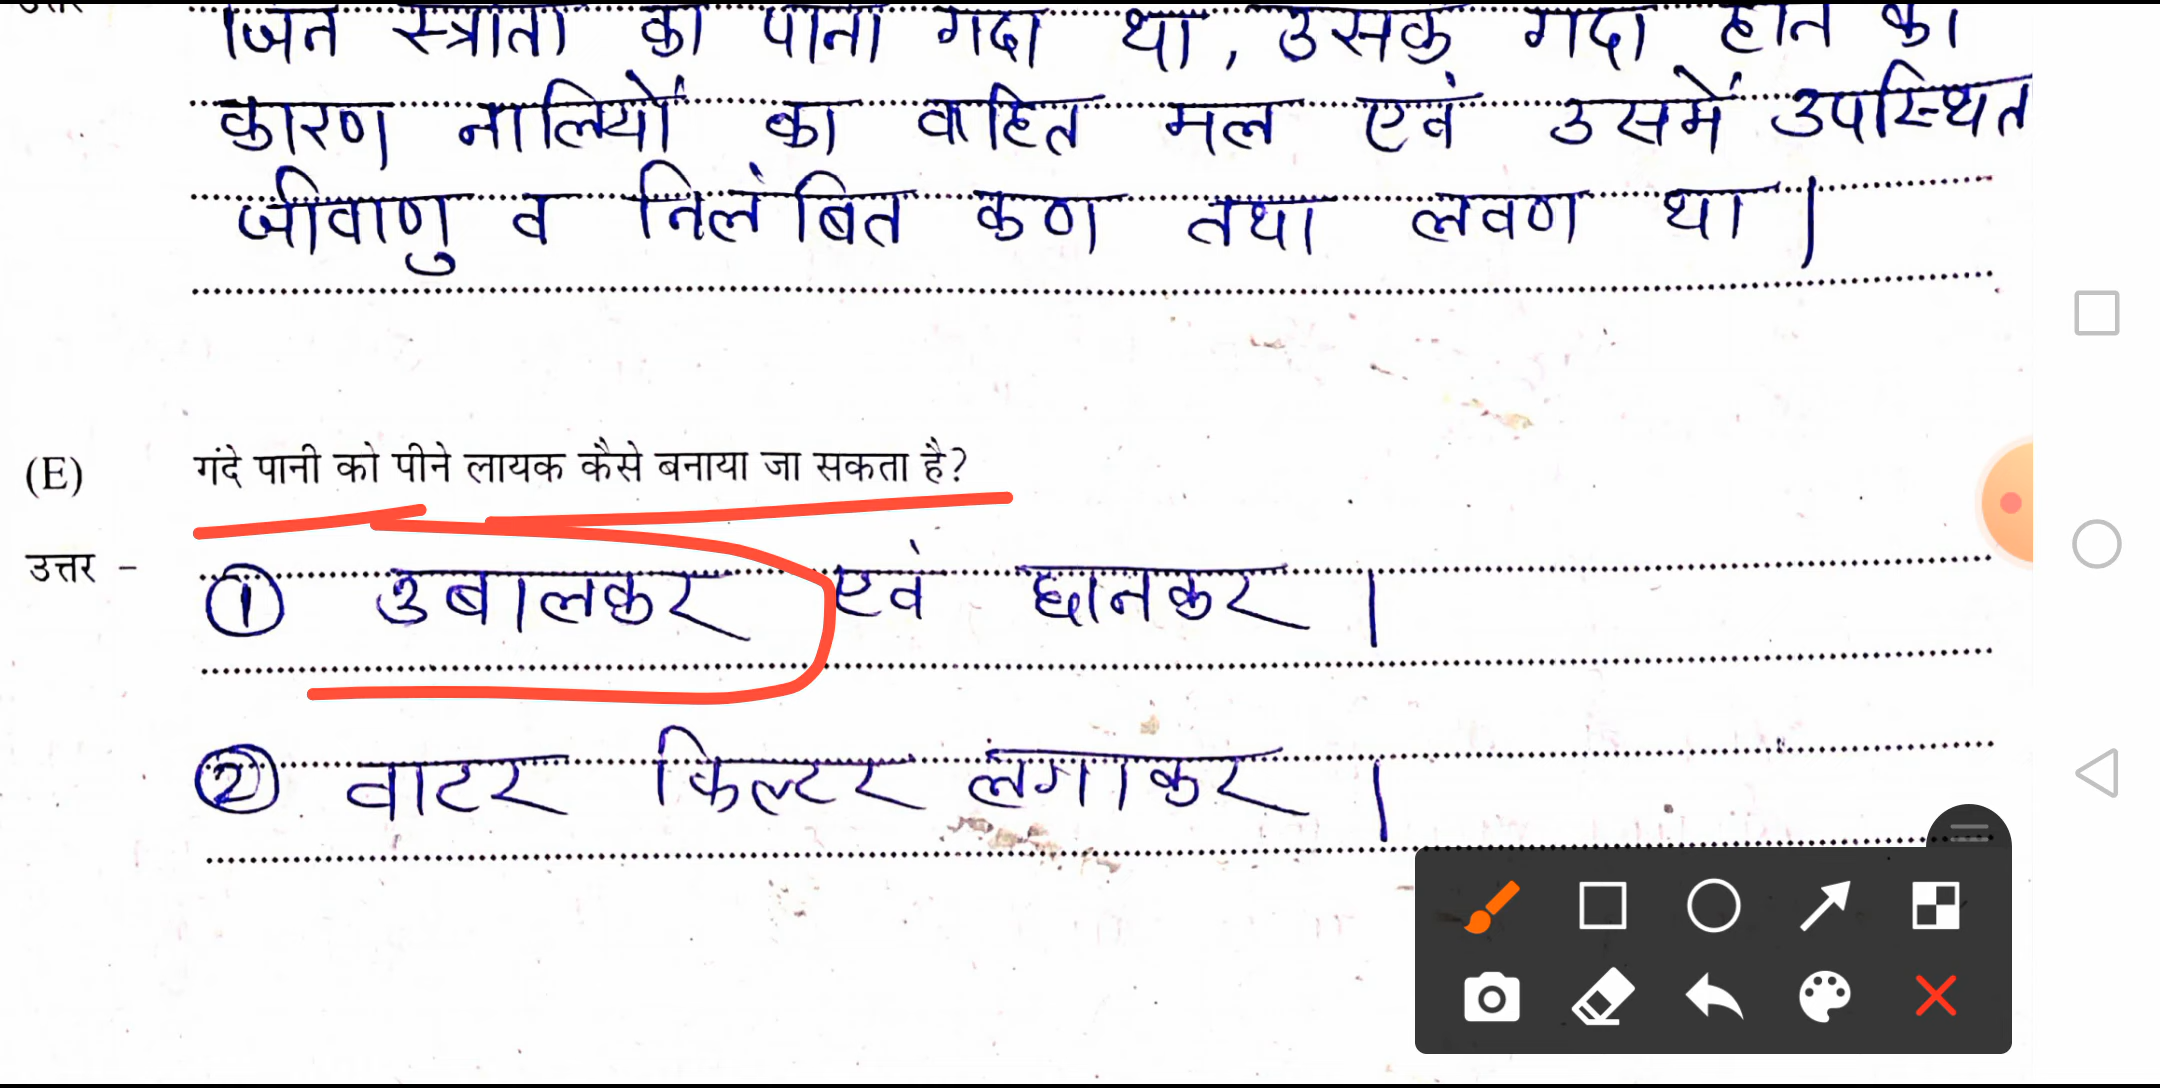 जिन स्त्रोतों का पानी गंदा था, उसके गंदा होने का
कारण नालियों का वाहित मल एवं उसमें उपस्थित
जीवाणु व निलंबित कण तथा लवण था |
(E) गंदे पानी को पीने लायक कैसे बनाया जा सकता है?
उत्तर - ① उबालकर एवं छानकर |
② वाटर फिल्टर लगाकर |